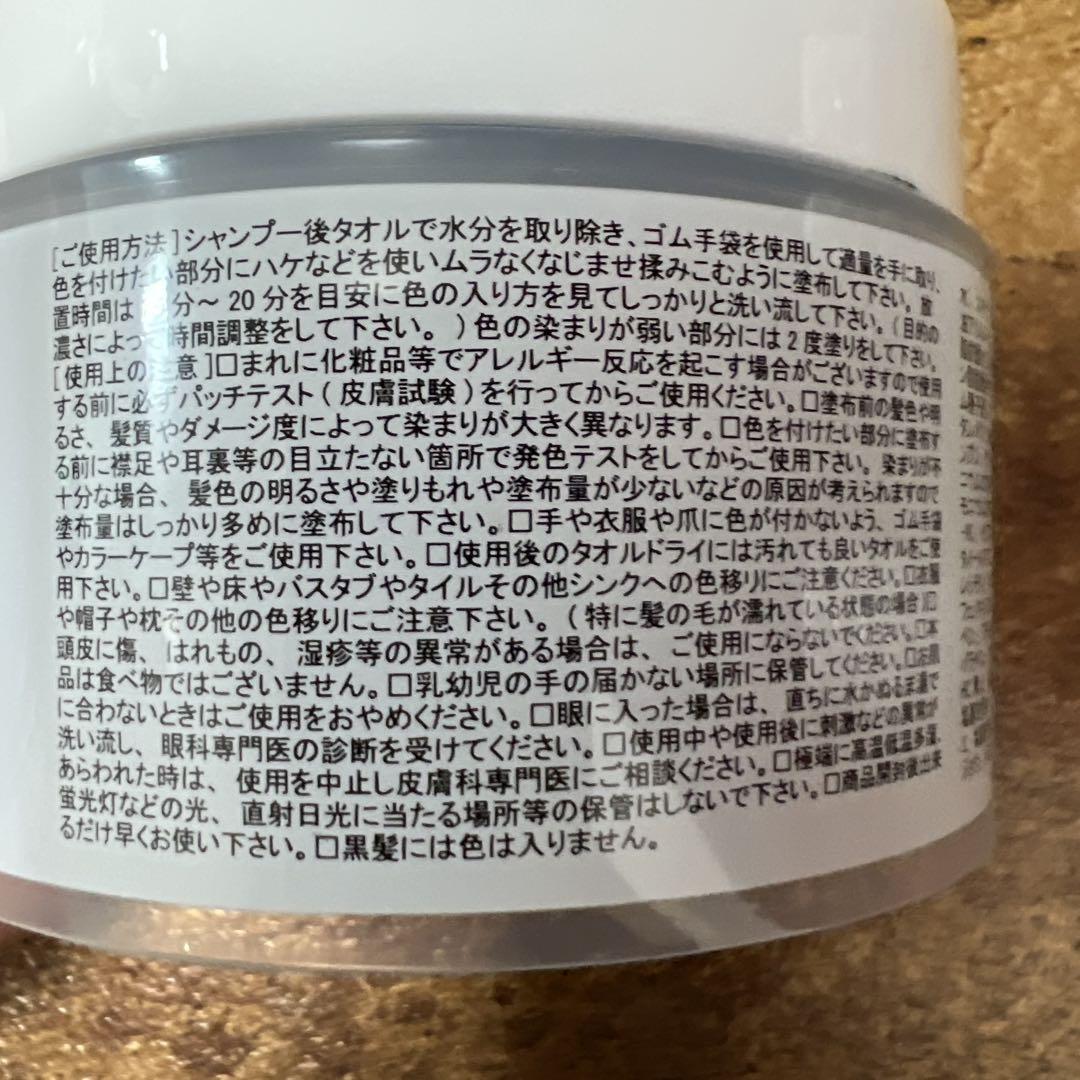 [ご使用方法]シャンプー後タオルで水分を取り除き、ゴム手袋を使用して適量を手に取り、
色を付けたい部分にハケなどを使いムラなくなじませ揉みこむように塗布して下さい。放
置時間は 分～20分を目安に色の入り方を見てしっかりと洗い流して下さい。(目的の
濃さによって時間調整をして下さい。)色の染まりが弱い部分には2度塗りをして下さい。
[使用上の注意]□まれに化粧品等でアレルギー反応を起こす場合がございますので使用
する前に必ずパッチテスト(皮膚試験)を行ってからご使用ください。□塗布前の髪色や明
るさ、髪質やダメージ度によって染まりが大きく異なります。□色を付けたい部分に塗布す
る前に襟足や耳裏等の目立たない箇所で発色テストをしてからご使用下さい。染まりが不
十分な場合、髪色の明るさや塗りもれや塗布量が少ないなどの原因が考えられますので
塗布量はしっかり多めに塗布して下さい。□手や衣服や爪に色が付かないよう、ゴム手袋
やカラーケープ等をご使用下さい。□使用後のタオルドライには汚れても良いタオルをご使
用下さい。□壁や床やバスタブやタイルその他シンクへの色移りにご注意ください。□衣服
や帽子や枕その他の色移りにご注意下さい。(特に髪の毛が濡れている状態の場合)□
頭皮に傷、はれもの、湿疹等の異常がある場合は、ご使用にならないでください。□本
品は食べ物ではございません。□乳幼児の手の届かない場所に保管してください。□お肌
に合わないときはご使用をおやめください。□眼に入った場合は、直ちに水かぬるま湯で
洗い流し、眼科専門医の診断を受けてください。□使用中や使用後に刺激などの異常が
あらわれた時は、使用を中止し皮膚科専門医にご相談ください。□極端に高温低温多湿、
蛍光灯などの光、直射日光に当たる場所等の保管はしないで下さい。□商品開封後出来
るだけ早くお使い下さい。□黒髪には色は入りません。